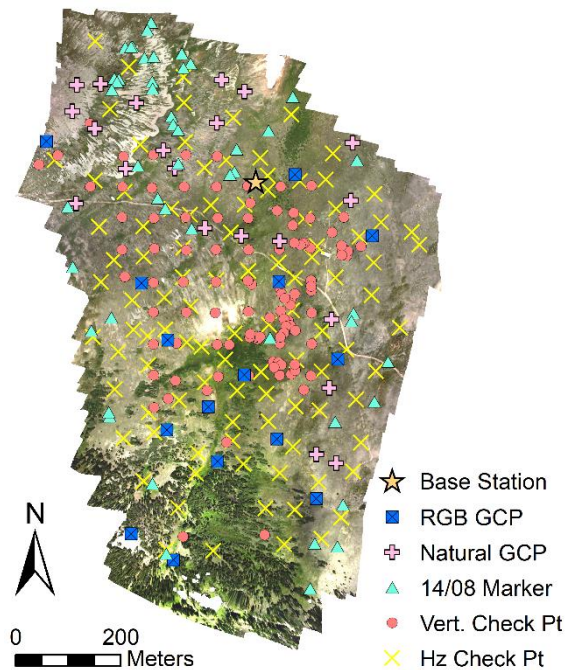 Base Station
RGB GCP
Natural GCP
14/08 Marker
Vert. Check Pt
Hz Check Pt
N
0 200
Meters